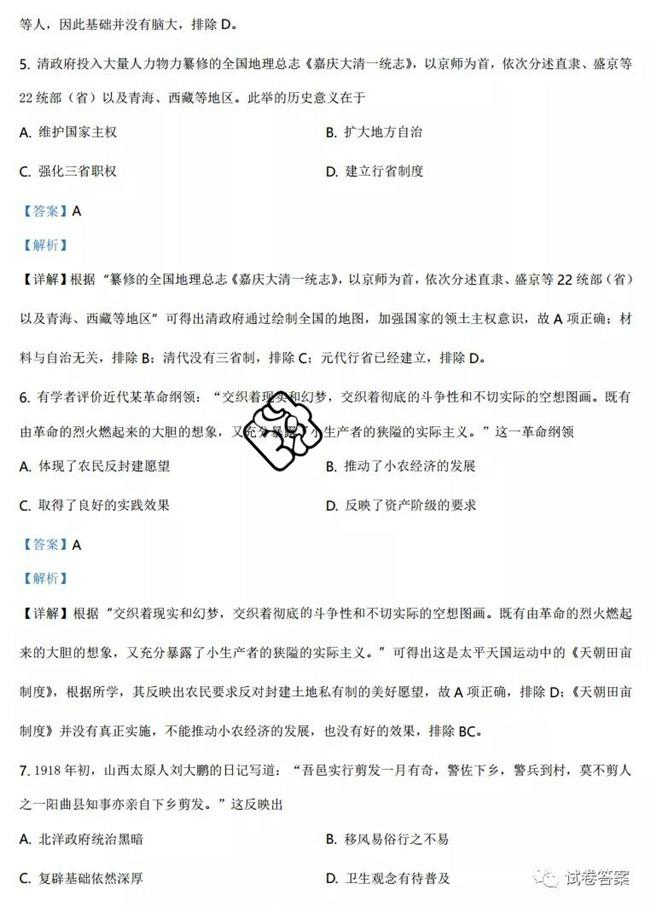 等人，因此基础并没有脑大，排除 D。
5. 清政府投入大量人力物力纂修的全国地理总志《嘉庆大清一统志》，以京师为首，依次分述直隶、盛京等
22 统部（省）以及青海、西藏等地区。此举的历史意义在于
A. 维护国家主权 B. 扩大地方自治
C. 强化三省职权 D. 建立行省制度
【答案】A
【解析】
【详解】根据“纂修的全国地理总志《嘉庆大清一统志》，以京师为首，依次分述直隶、盛京等 22 统部（省）
以及青海、西藏等地区”可得出清政府通过绘制全国的地图，加强国家的领土主权意识，故 A 项正确；材
料与自治无关，排除 B；清代没有三省制，排除 C；元代行省已经建立，排除 D。
6. 有学者评价近代某革命纲领：“交织着现实和幻梦，交织着彻底的斗争性和不切实际的空想图画。既有
由革命的烈火燃起来的大胆的想象，又充分暴露了小生产者的狭隘的实际主义。”这一革命纲领
A. 体现了农民反封建愿望 B. 推动了小农经济的发展
C. 取得了良好的实践效果 D. 反映了资产阶级的要求
【答案】A
【解析】
【详解】根据“交织着现实和幻梦，交织着彻底的斗争性和不切实际的空想图画。既有由革命的烈火燃起
来的大胆的想象，又充分暴露了小生产者的狭隘的实际主义。”可得出这是太平天国运动中的《天朝田亩
制度》，根据所学，其反映出农民要求反对封建土地私有制的美好愿望，故 A 项正确，排除 D；《天朝田亩
制度》并没有真正实施，不能推动小农经济的发展，也没有好的效果，排除 BC。
7. 1918 年初，山西太原人刘大鹏的日记写道：“吾邑实行剪发一月有奇，警佐下乡，警兵到村，莫不剪人
之一阳曲县知事亦亲自下乡剪发。”这反映出
A. 北洋政府统治黑暗 B. 移风易俗行之不易
C. 复辟基础依然深厚 D. 卫生观念有待普及
试卷答案